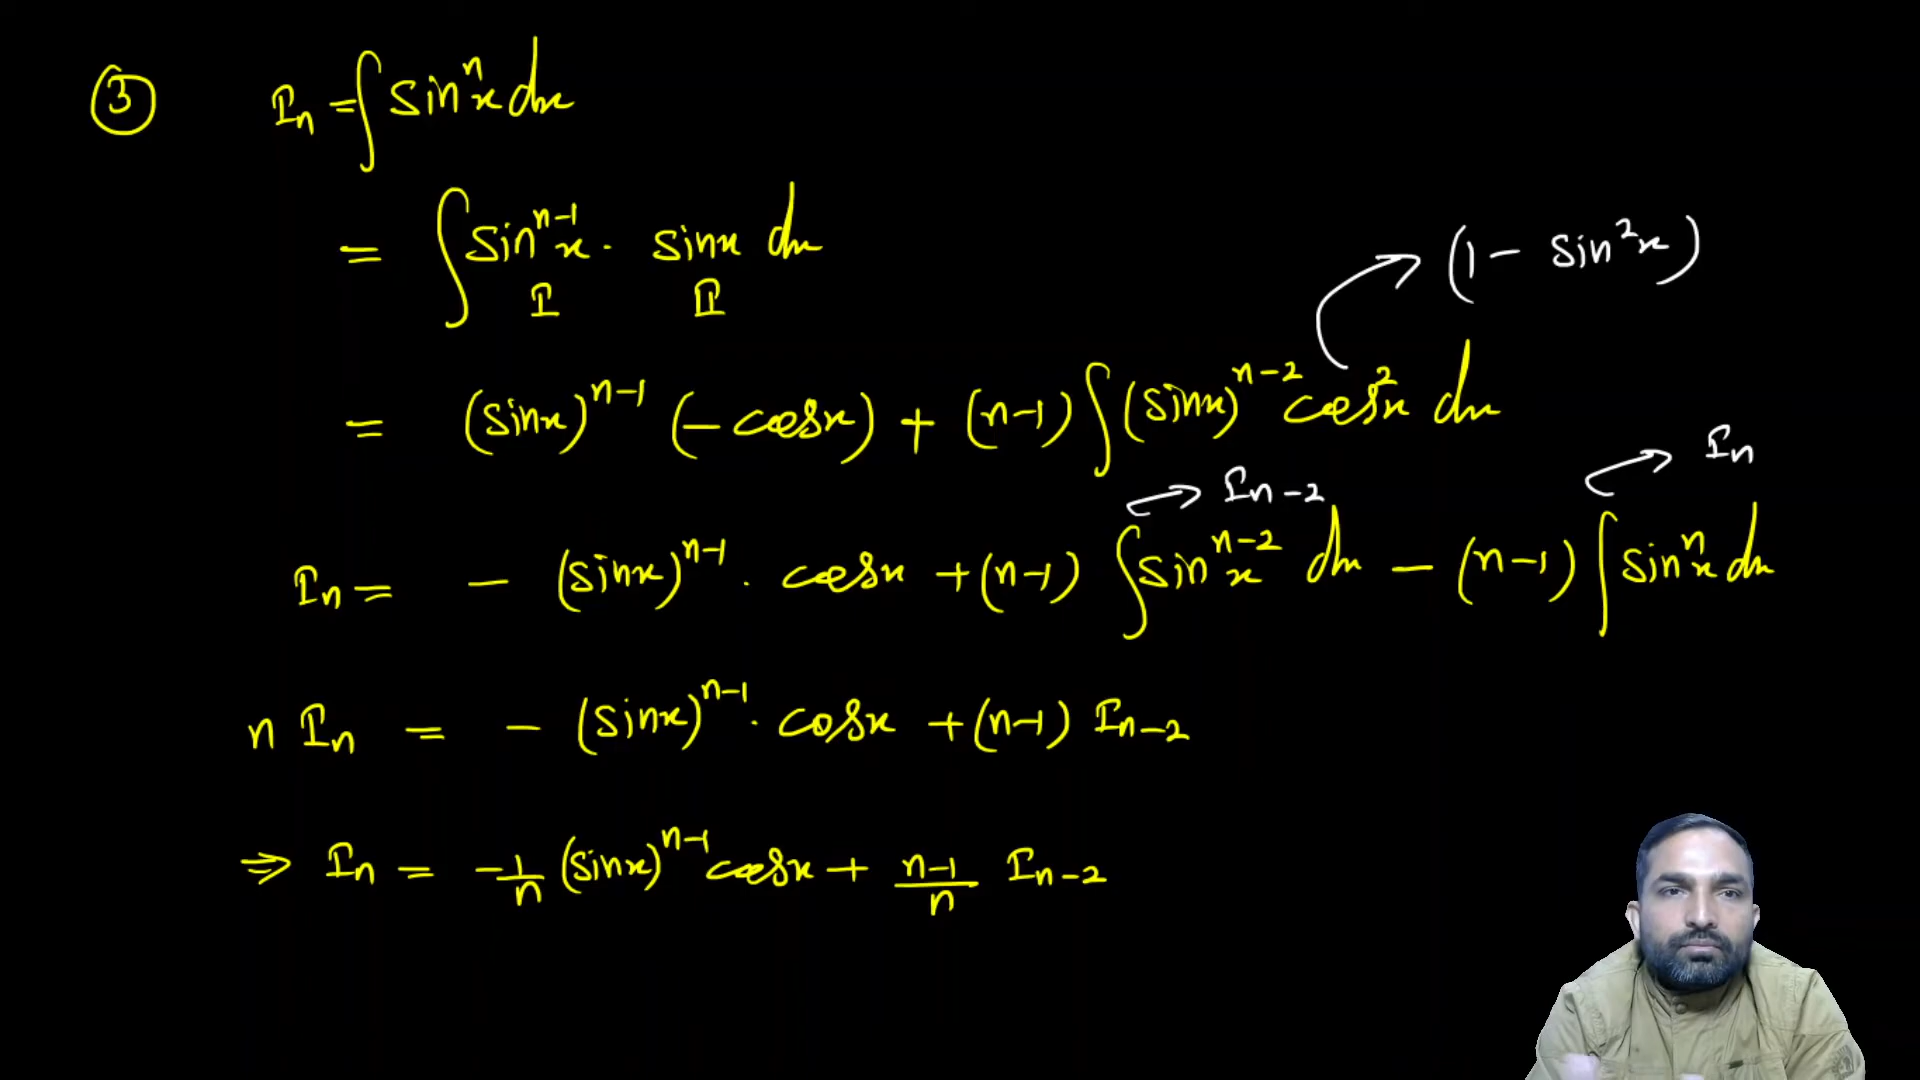 ③ Iₙ = ∫ sinⁿx dx
= ∫ sinⁿ⁻¹x · sinx dx
I II
(1 − sin²x)
= (sinx)ⁿ⁻¹ (−cosx) + (n−1) ∫ (sinx)ⁿ⁻² cos²x dx
→ Iₙ₋₂ → Iₙ
Iₙ = − (sinx)ⁿ⁻¹ · cosx + (n−1) ∫ sinⁿ⁻²x dx − (n−1) ∫ sinⁿx dx
n Iₙ = − (sinx)ⁿ⁻¹ · cosx + (n−1) Iₙ₋₂
⇒ Iₙ = −1/n (sinx)ⁿ⁻¹ cosx + n−1/n Iₙ₋₂